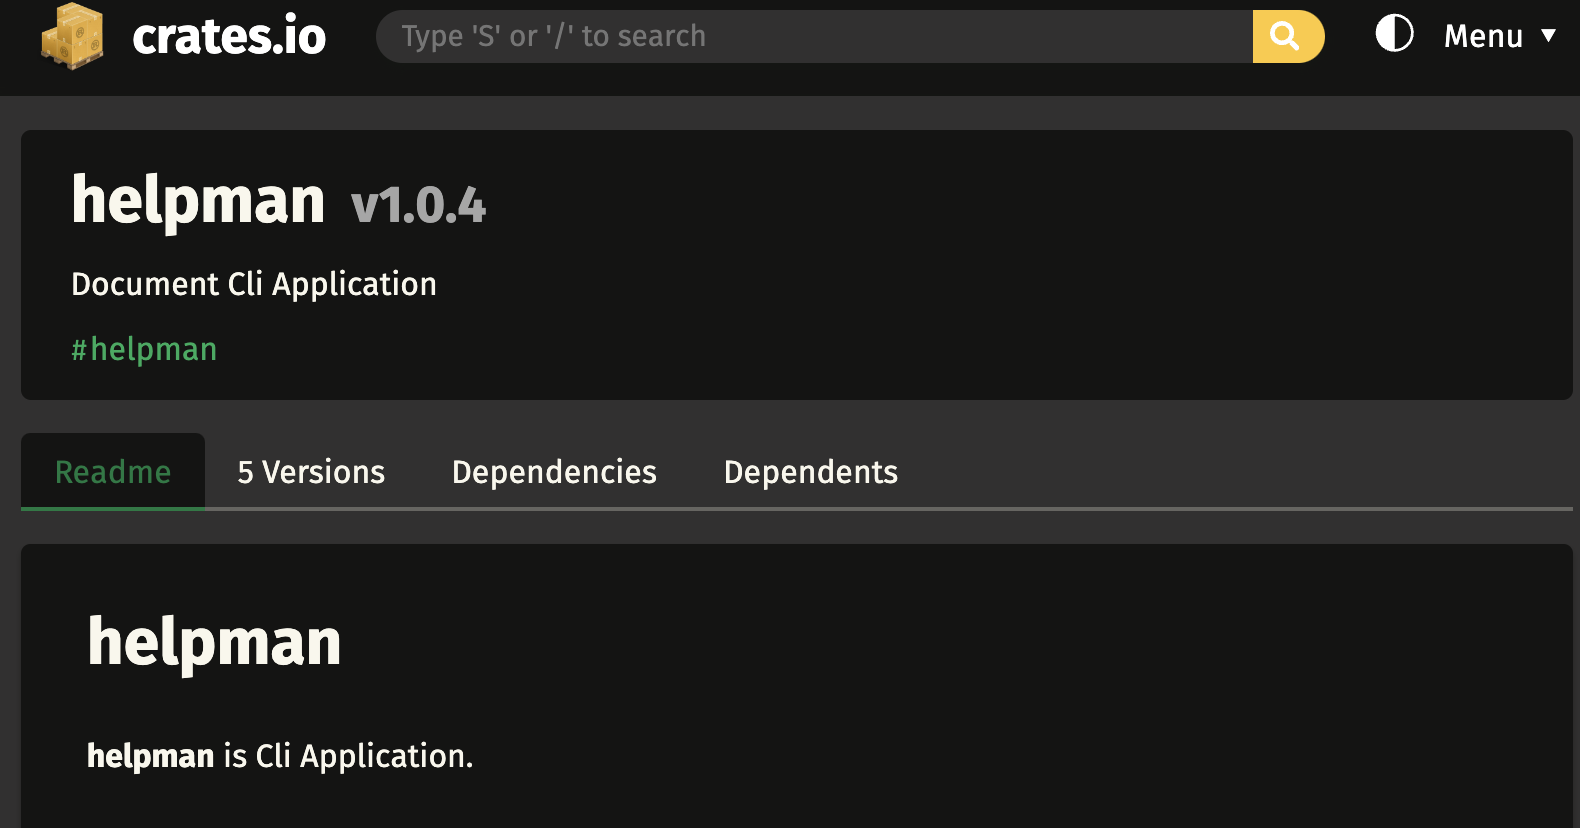 crates.io
Type 'S' or '/' to search
Menu ▼
helpman v1.0.4
Document Cli Application
#helpman
Readme 5 Versions Dependencies Dependents
helpman
helpman is Cli Application.